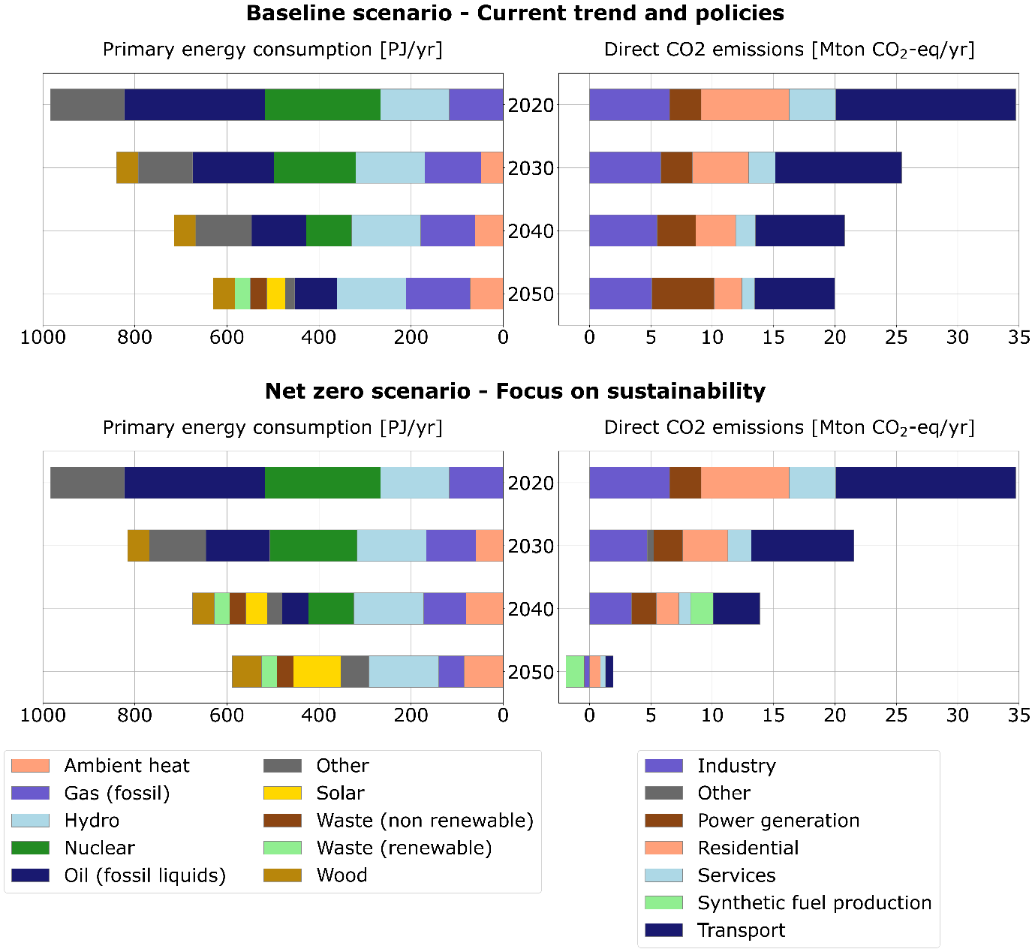 Baseline scenario - Current trend and policies
Primary energy consumption [PJ/yr]
Direct CO2 emissions [Mton CO₂-eq/yr]
2020
2030
2040
2050
1000 800 600 400 200 0
0 5 10 15 20 25 30 35
Net zero scenario - Focus on sustainability
Primary energy consumption [PJ/yr]
Direct CO2 emissions [Mton CO₂-eq/yr]
2020
2030
2040
2050
1000 800 600 400 200 0
0 5 10 15 20 25 30 35
Ambient heat
Gas (fossil)
Hydro
Nuclear
Oil (fossil liquids)
Other
Solar
Waste (non renewable)
Waste (renewable)
Wood
Industry
Other
Power generation
Residential
Services
Synthetic fuel production
Transport